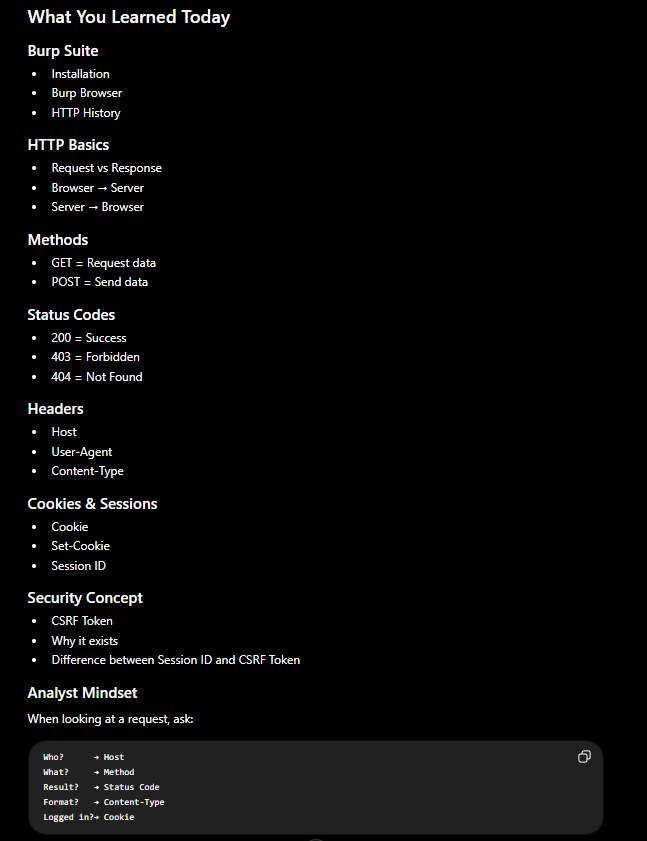 What You Learned Today
Burp Suite
• Installation
• Burp Browser
• HTTP History
HTTP Basics
• Request vs Response
• Browser → Server
• Server → Browser
Methods
• GET = Request data
• POST = Send data
Status Codes
• 200 = Success
• 403 = Forbidden
• 404 = Not Found
Headers
• Host
• User-Agent
• Content-Type
Cookies & Sessions
• Cookie
• Set-Cookie
• Session ID
Security Concept
• CSRF Token
• Why it exists
• Difference between Session ID and CSRF Token
Analyst Mindset
When looking at a request, ask:
Who? → Host
What? → Method
Result? → Status Code
Format? → Content-Type
Logged in?→ Cookie